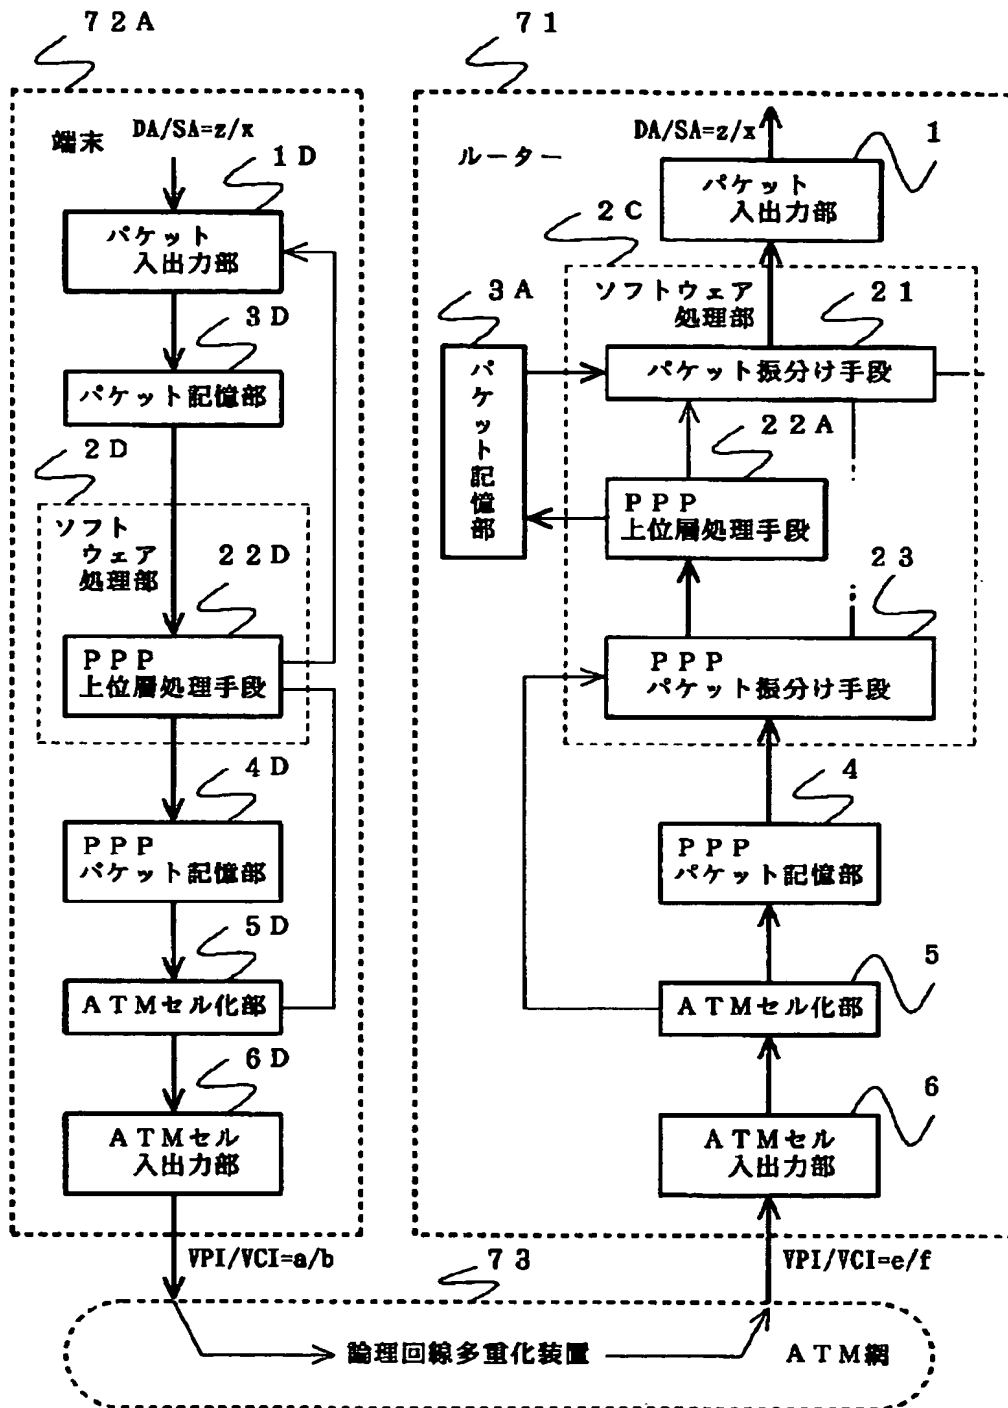 ７２Ａ
端末
DA/SA=z/x
１Ｄ
パケット
入出力部
３Ｄ
パケット記憶部
２Ｄ
ソフト
ウェア
処理部
２２Ｄ
ＰＰＰ
上位層処理手段
４Ｄ
ＰＰＰ
パケット記憶部
５Ｄ
ＡＴＭセル化部
６Ｄ
ＡＴＭセル
入出力部
VPI/VCI=a/b
７１
ルーター
DA/SA=z/x
１
パケット
入出力部
２Ｃ
ソフトウェア
処理部
３Ａ
パケット記憶部
２１
パケット振分け手段
２２Ａ
ＰＰＰ
上位層処理手段
２３
ＰＰＰ
パケット振分け手段
４
ＰＰＰ
パケット記憶部
５
ＡＴＭセル化部
６
ＡＴＭセル
入出力部
VPI/VCI=e/f
７３
論理回線多重化装置
ＡＴＭ網